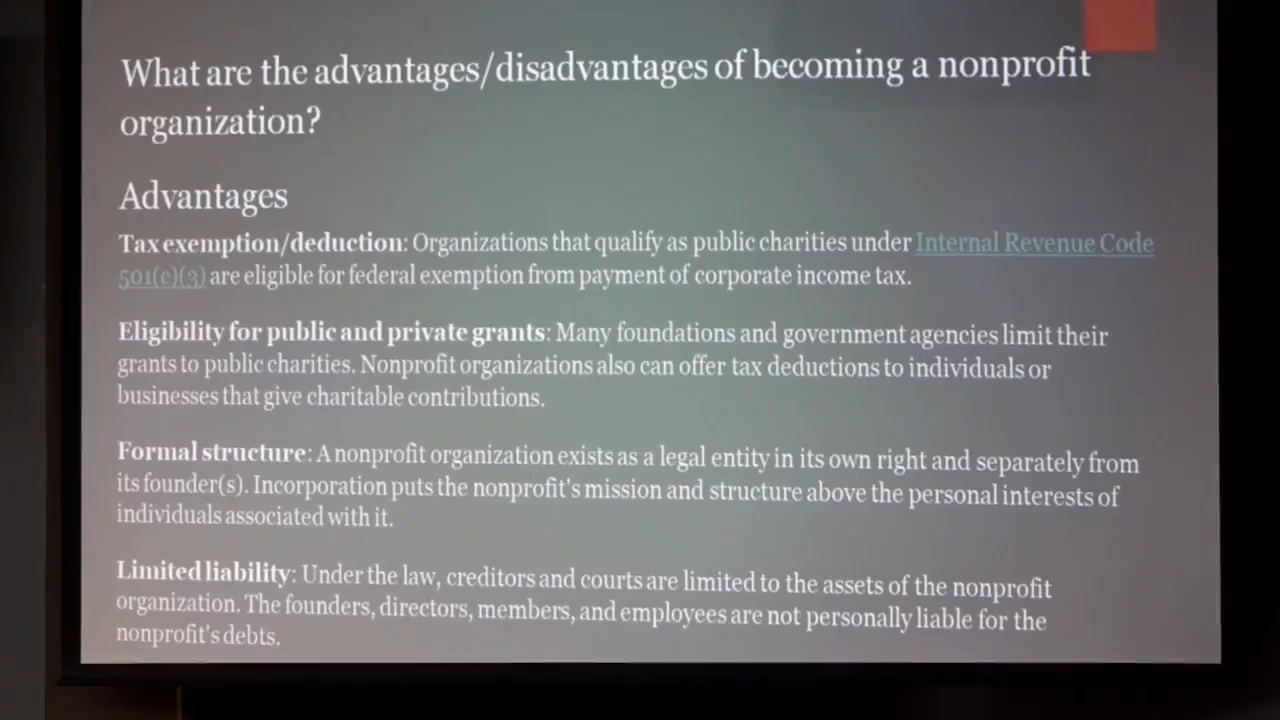 What are the advantages/disadvantages of becoming a nonprofit
organization?
Advantages
Tax exemption/deduction: Organizations that qualify as public charities under Internal Revenue Code
501(c)(3) are eligible for federal exemption from payment of corporate income tax.
Eligibility for public and private grants: Many foundations and government agencies limit their
grants to public charities. Nonprofit organizations also can offer tax deductions to individuals or
businesses that give charitable contributions.
Formal structure: A nonprofit organization exists as a legal entity in its own right and separately from
its founder(s). Incorporation puts the nonprofit's mission and structure above the personal interests of
individuals associated with it.
Limited liability: Under the law, creditors and courts are limited to the assets of the nonprofit
organization. The founders, directors, members, and employees are not personally liable for the
nonprofit's debts.